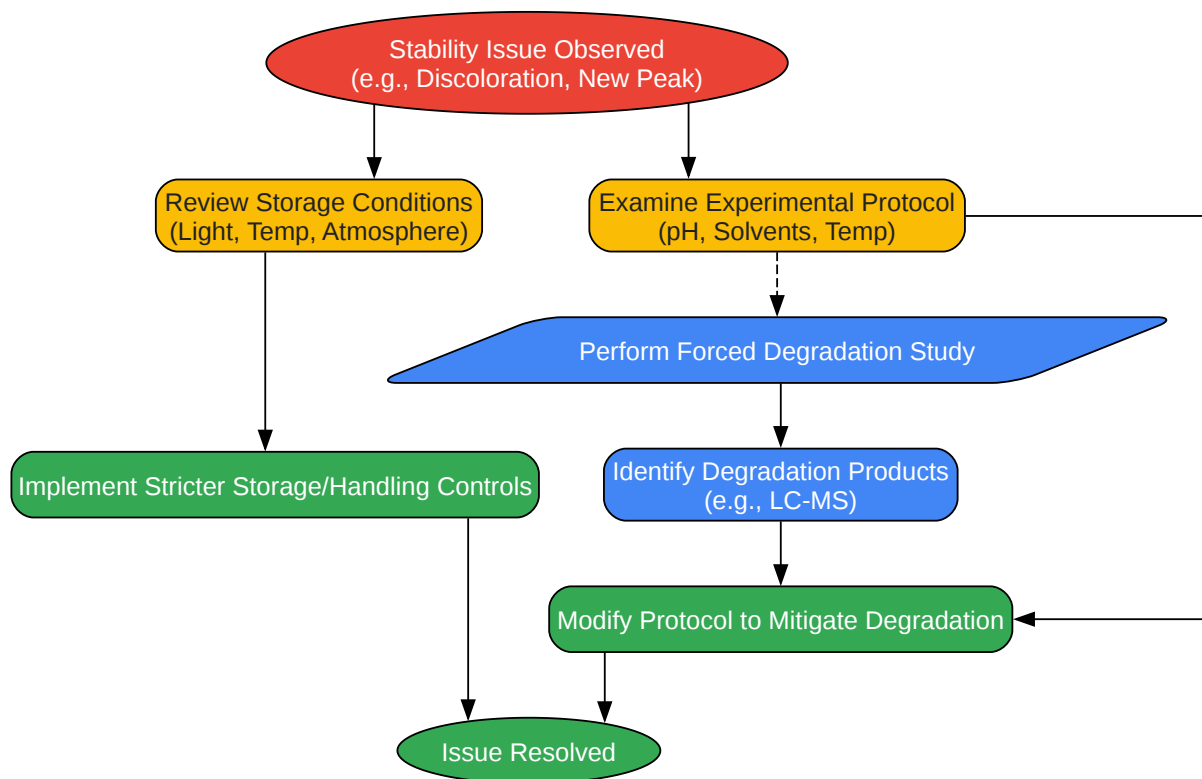 Stability Issue Observed
(e.g., Discoloration, New Peak)
Review Storage Conditions
(Light, Temp, Atmosphere)
Examine Experimental Protocol
(pH, Solvents, Temp)
Perform Forced Degradation Study
Implement Stricter Storage/Handling Controls
Identify Degradation Products
(e.g., LC-MS)
Modify Protocol to Mitigate Degradation
Issue Resolved